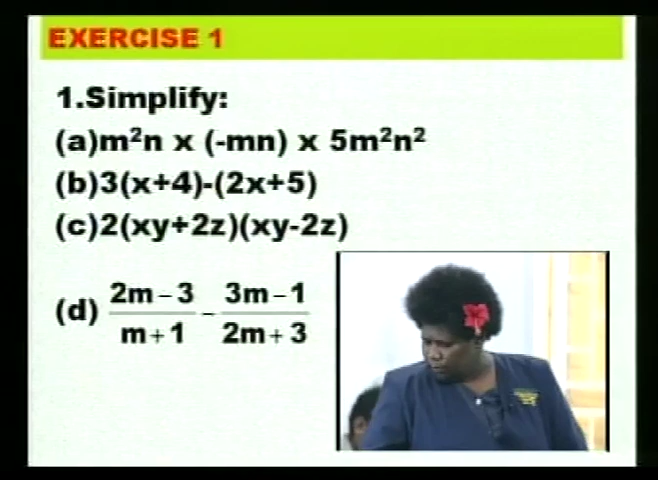 EXERCISE 1
1.Simplify:
(a)m²n x (-mn) x 5m²n²
(b)3(x+4)-(2x+5)
(c)2(xy+2z)(xy-2z)
(d) (2m – 3)/(m + 1) – (3m – 1)/(2m + 3)